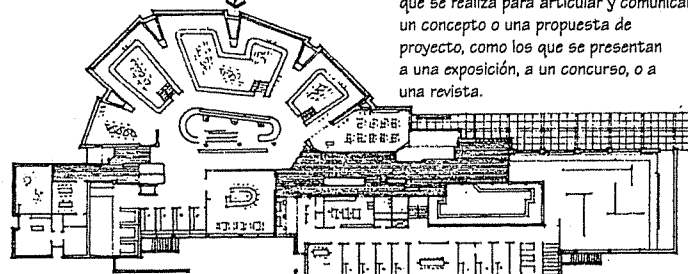 que se realiza para articular y comunicar
un concepto o una propuesta de
proyecto, como los que se presentan
a una exposición, a un concurso, o a
una revista.